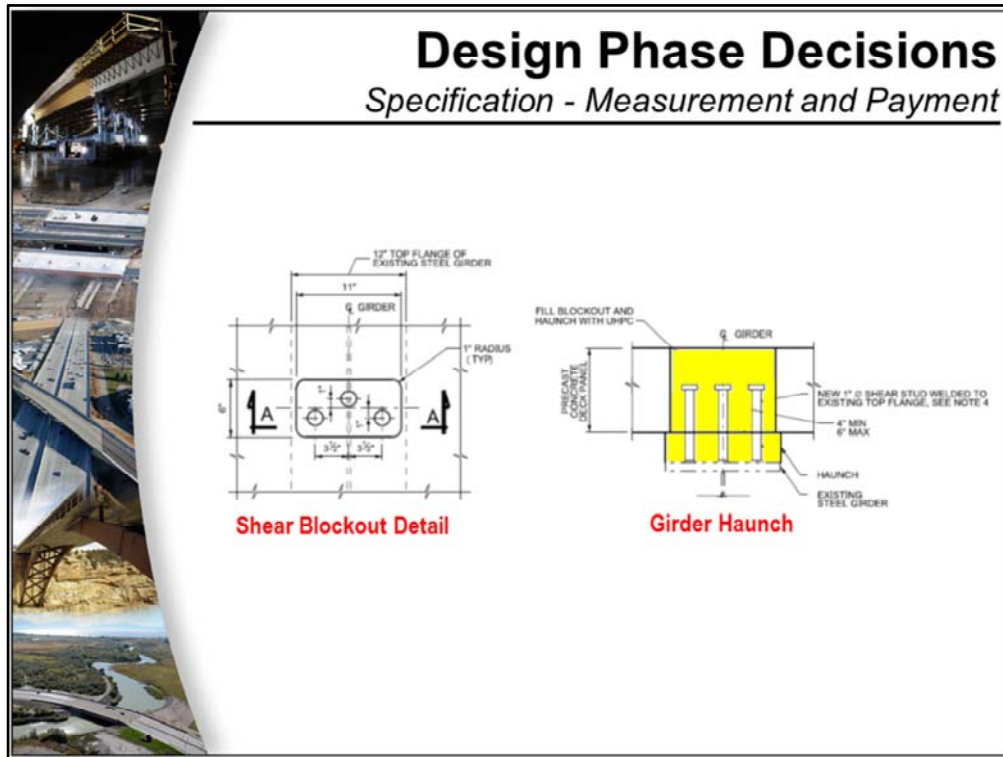 Design Phase Decisions
Specification - Measurement and Payment
12" TOP FLANGE OF
EXISTING STEEL GIRDER
11"
℄ GIRDER
1" RADIUS
(TYP)
6"
A
A
1"
1"
3½"
3½"
Shear Blockout Detail
FILL BLOCKOUT AND
HAUNCH WITH UHPC
℄ GIRDER
PRECAST
CONCRETE
DECK PANEL
NEW 1" Ø SHEAR STUD WELDED TO
EXISTING TOP FLANGE, SEE NOTE 4
4" MIN
6" MAX
HAUNCH
EXISTING
STEEL GIRDER
Girder Haunch